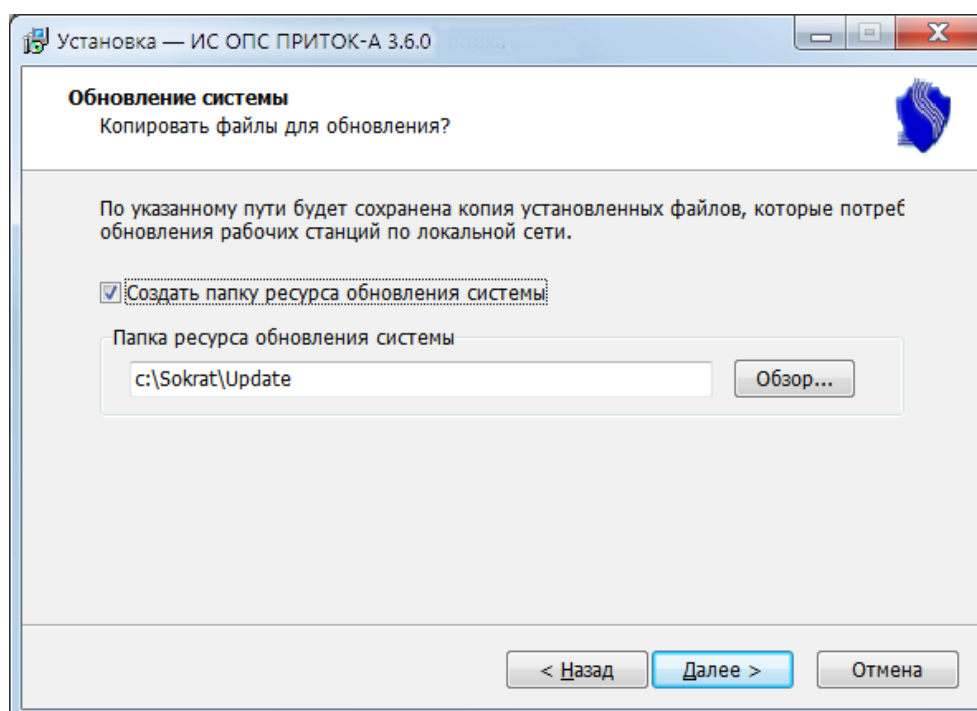 Установка — ИС ОПС ПРИТОК-А 3.6.0
Обновление системы
Копировать файлы для обновления?
По указанному пути будет сохранена копия установленных файлов, которые потреб
обновления рабочих станций по локальной сети.
Создать папку ресурса обновления системы
Папка ресурса обновления системы
c:\Sokrat\Update
Обзор...
< Назад
Далее >
Отмена